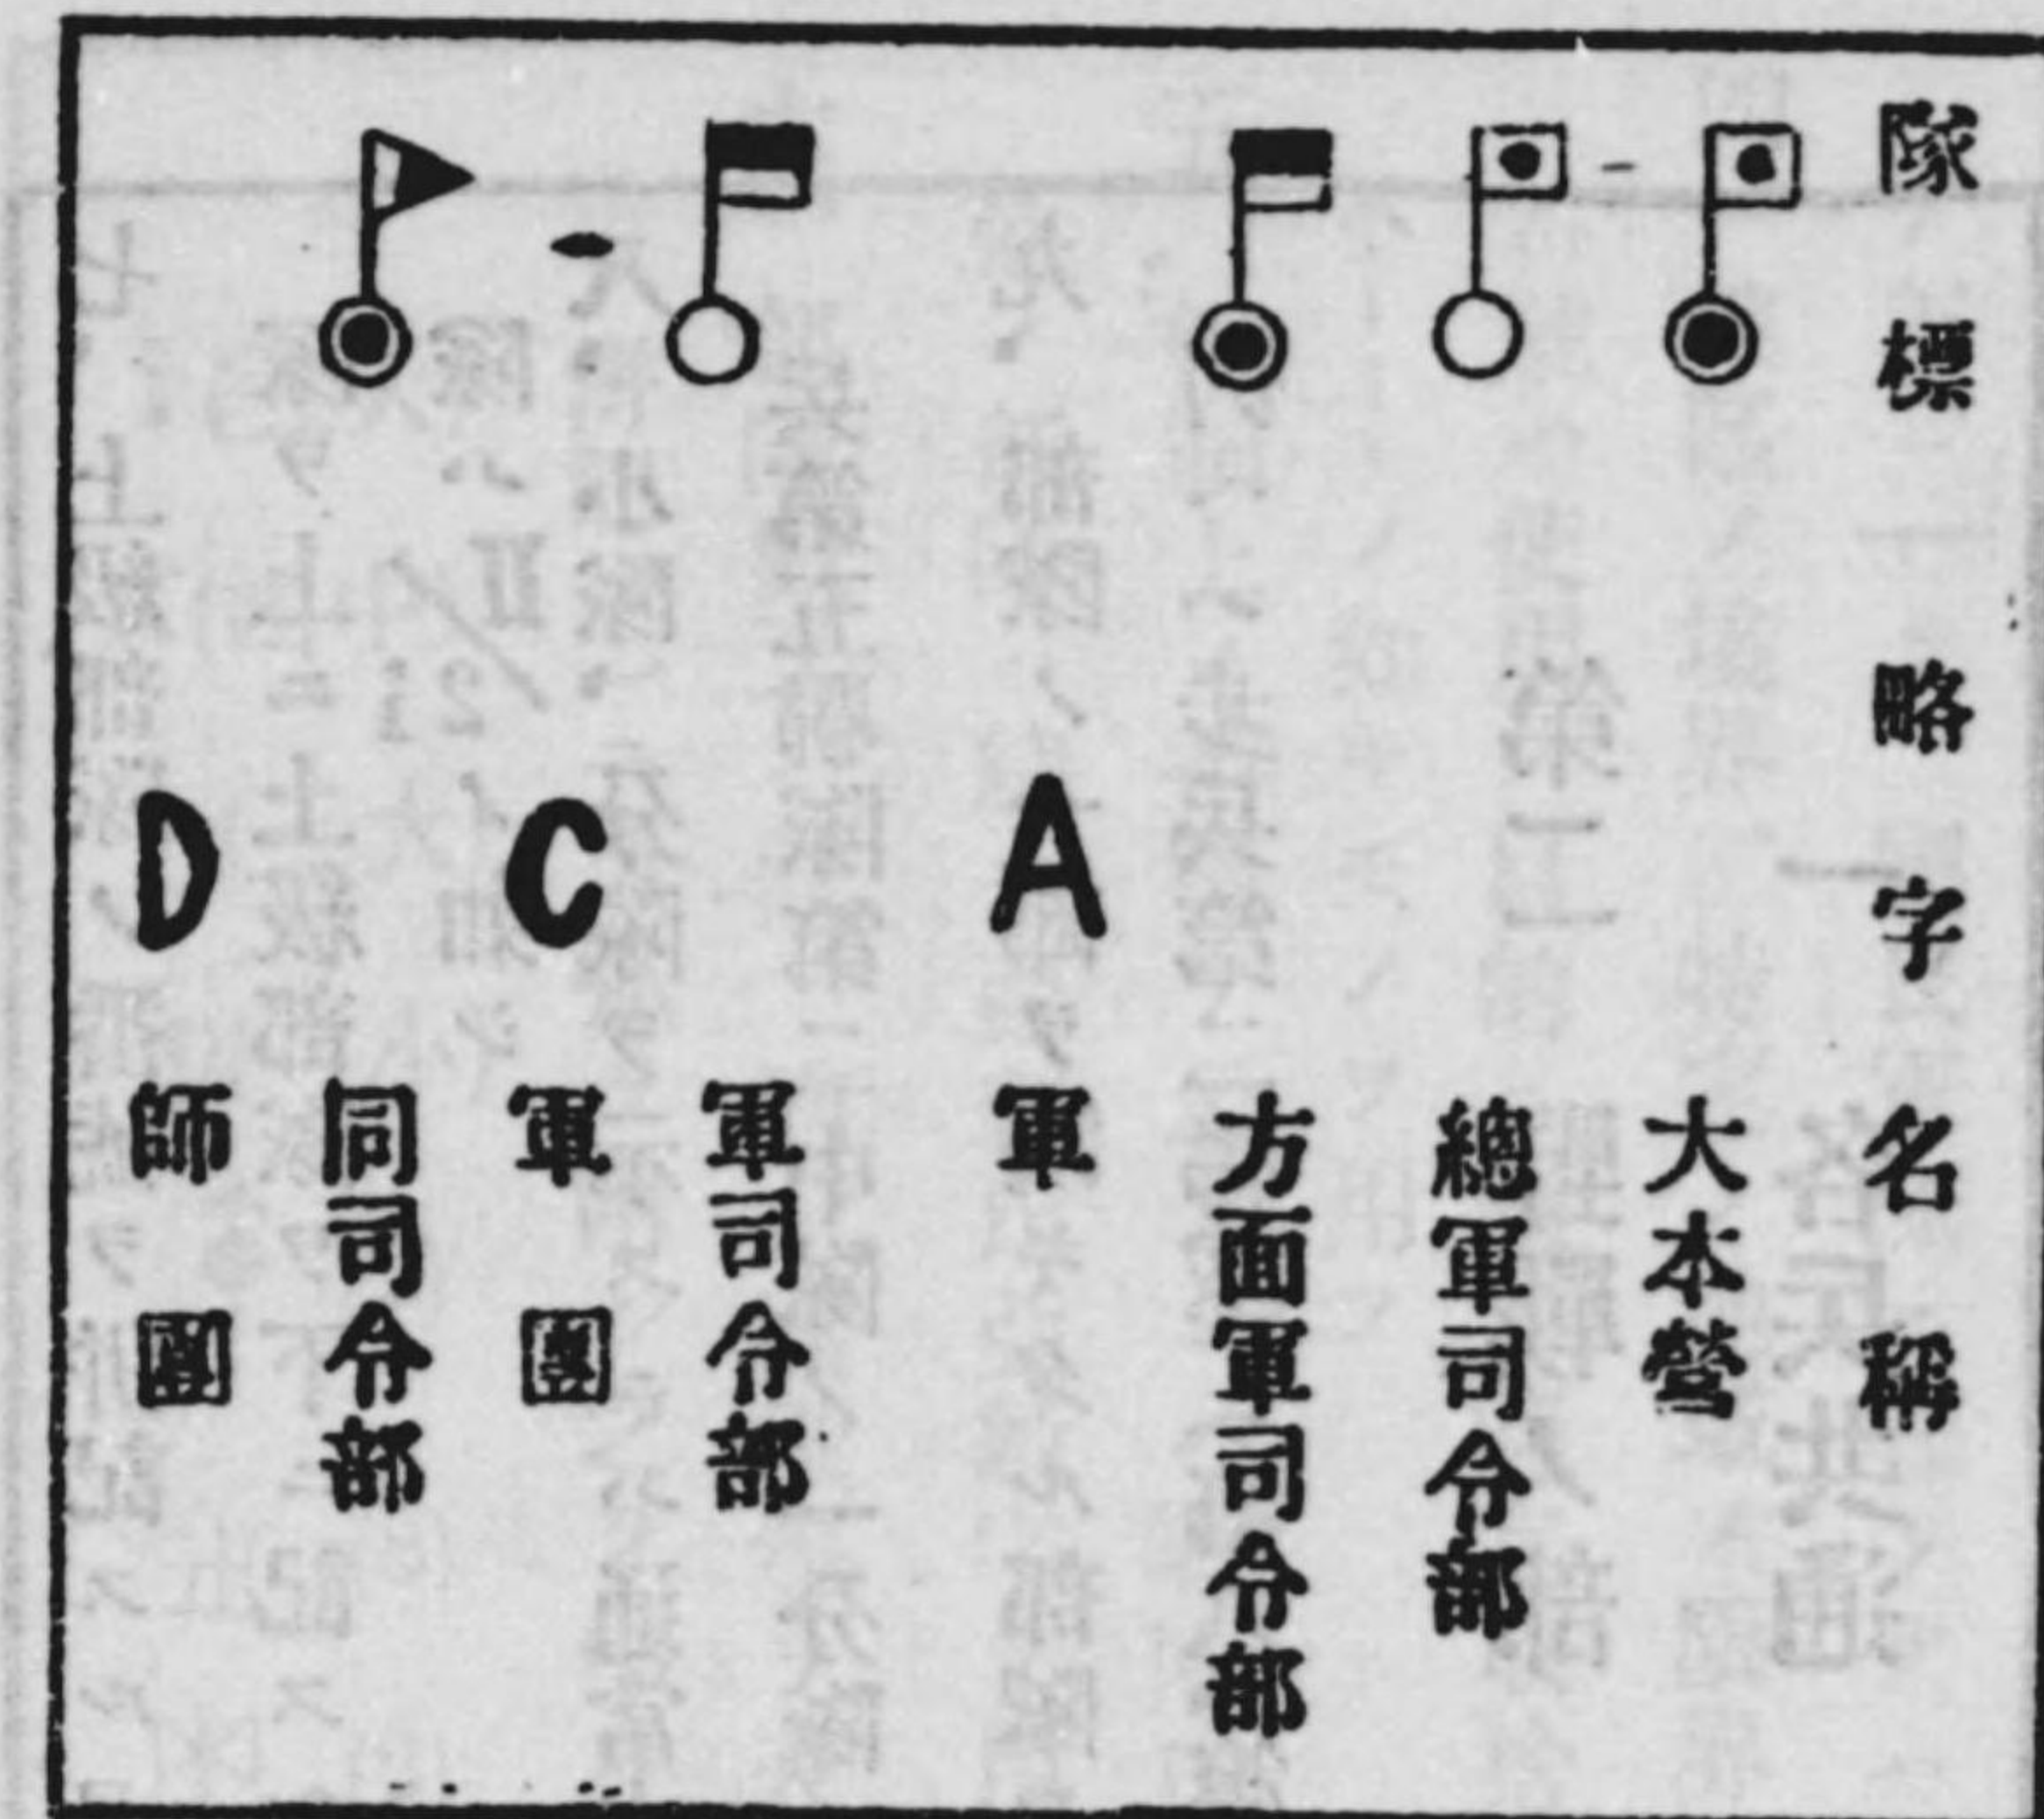 隊標 略字 名稱
大本營
總軍司令部
方面軍司令部
A 軍
軍司令部
C 軍團
同司令部
D 師團